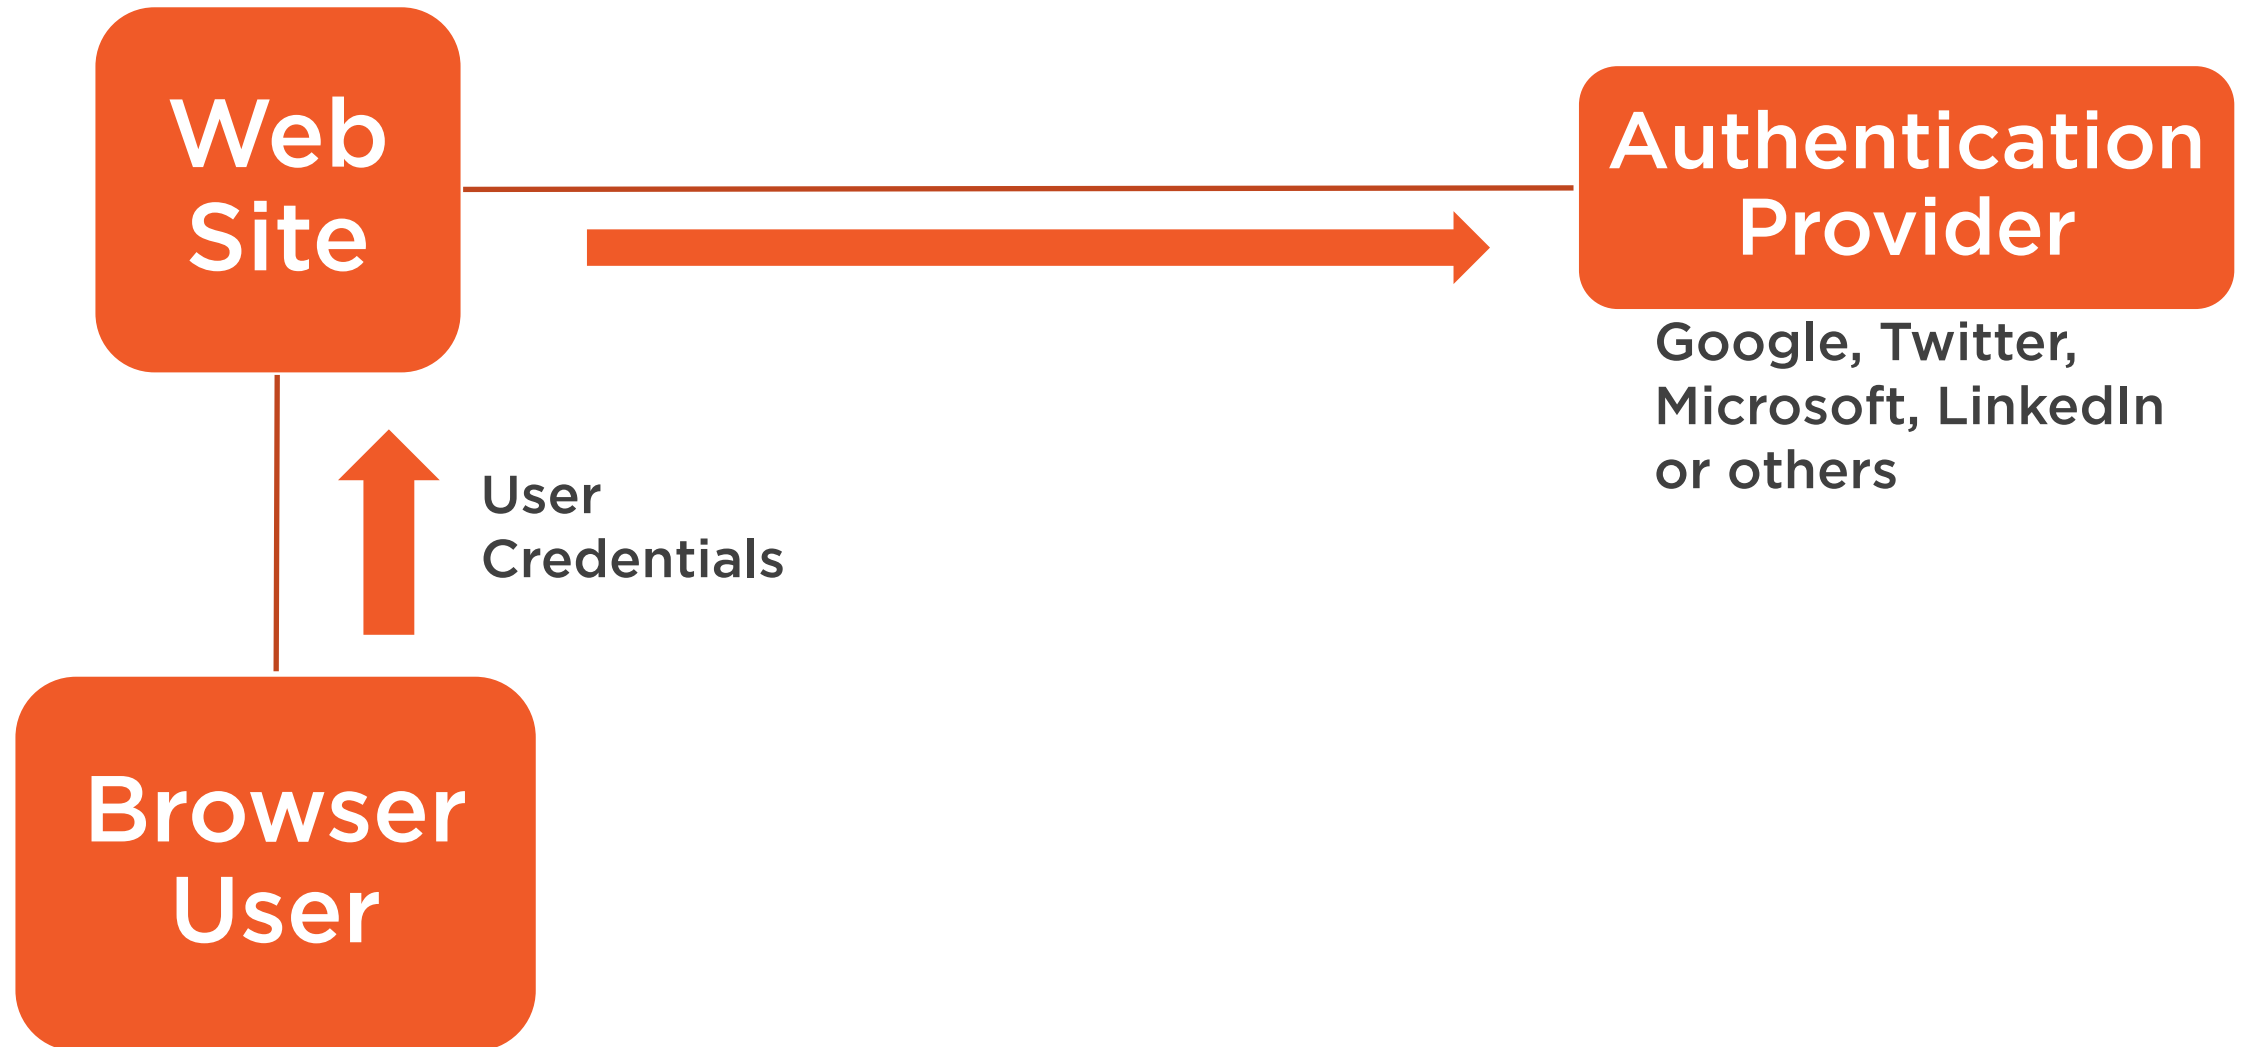 Web
Site
Authentication
Provider
Google, Twitter,
Microsoft, LinkedIn
or others
User
Credentials
Browser
User